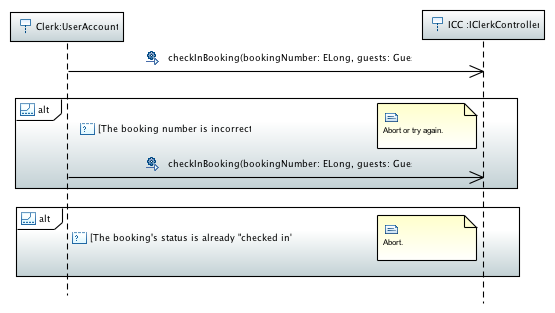 Clerk:UserAccount
ICC :IClerkController
checkInBooking(bookingNumber: ELong, guests: Gue
alt
[The booking number is incorrect
Abort or try again.
checkInBooking(bookingNumber: ELong, guests: Gue
alt
[The booking's status is already "checked in"
Abort.